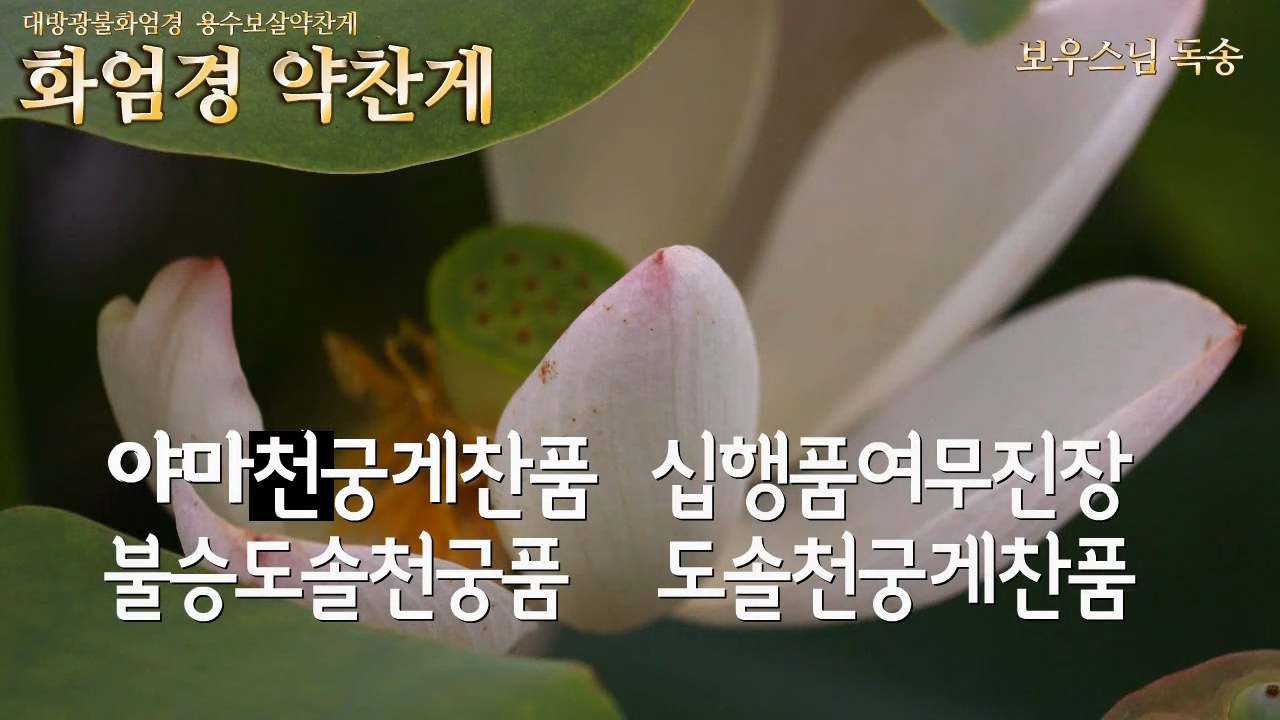 대방광불화엄경 용수보살약찬게
화엄경 약찬게
보우스님 독송
야마천궁게찬품 십행품여무진장
불승도솔천궁품 도솔천궁게찬품